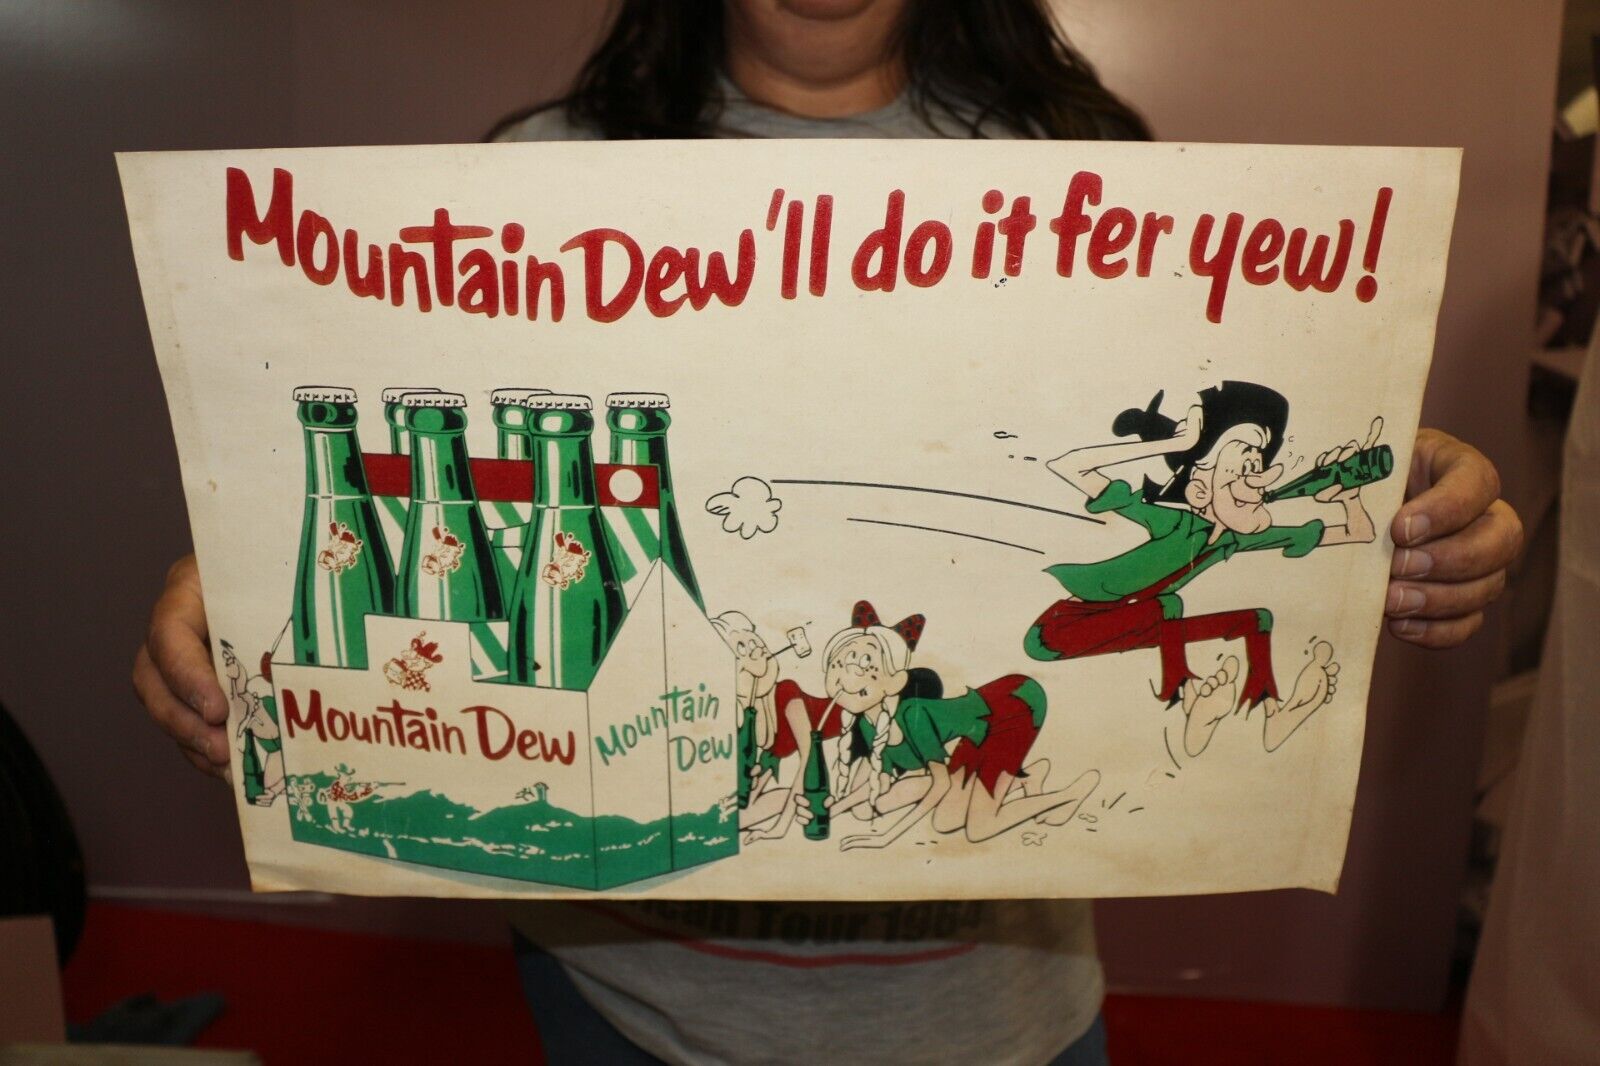 Mountain Dew'll do it fer yew!
Mountain Dew
Mountain
Dew
Tour 1984